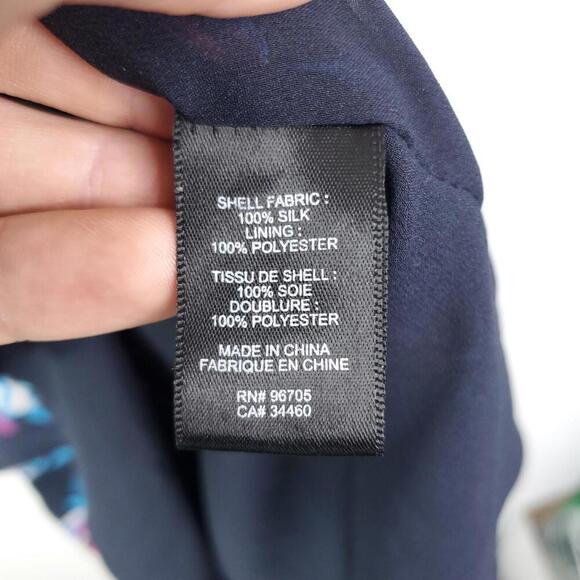 SHELL FABRIC :
100% SILK
LINING :
100% POLYESTER
TISSU DE SHELL :
100% SOIE
DOUBLURE :
100% POLYESTER
MADE IN CHINA
FABRIQUE EN CHINE
RN# 96705
CA# 34460